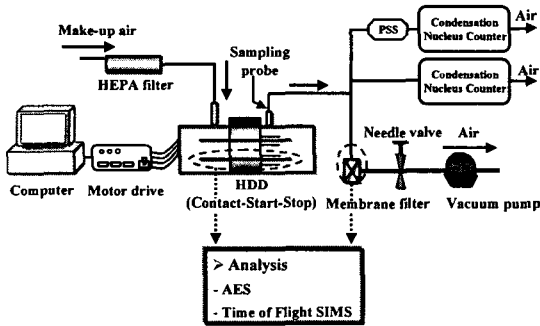 Make-up air
HEPA filter
Sampling
probe
PSS
Condensation
Nucleus Counter
Air
Condensation
Nucleus Counter
Air
Computer
Motor drive
HDD
(Contact-Start-Stop)
Needle valve
Air
Membrane filter
Vacuum pump
> Analysis
- AES
- Time of Flight SIMS